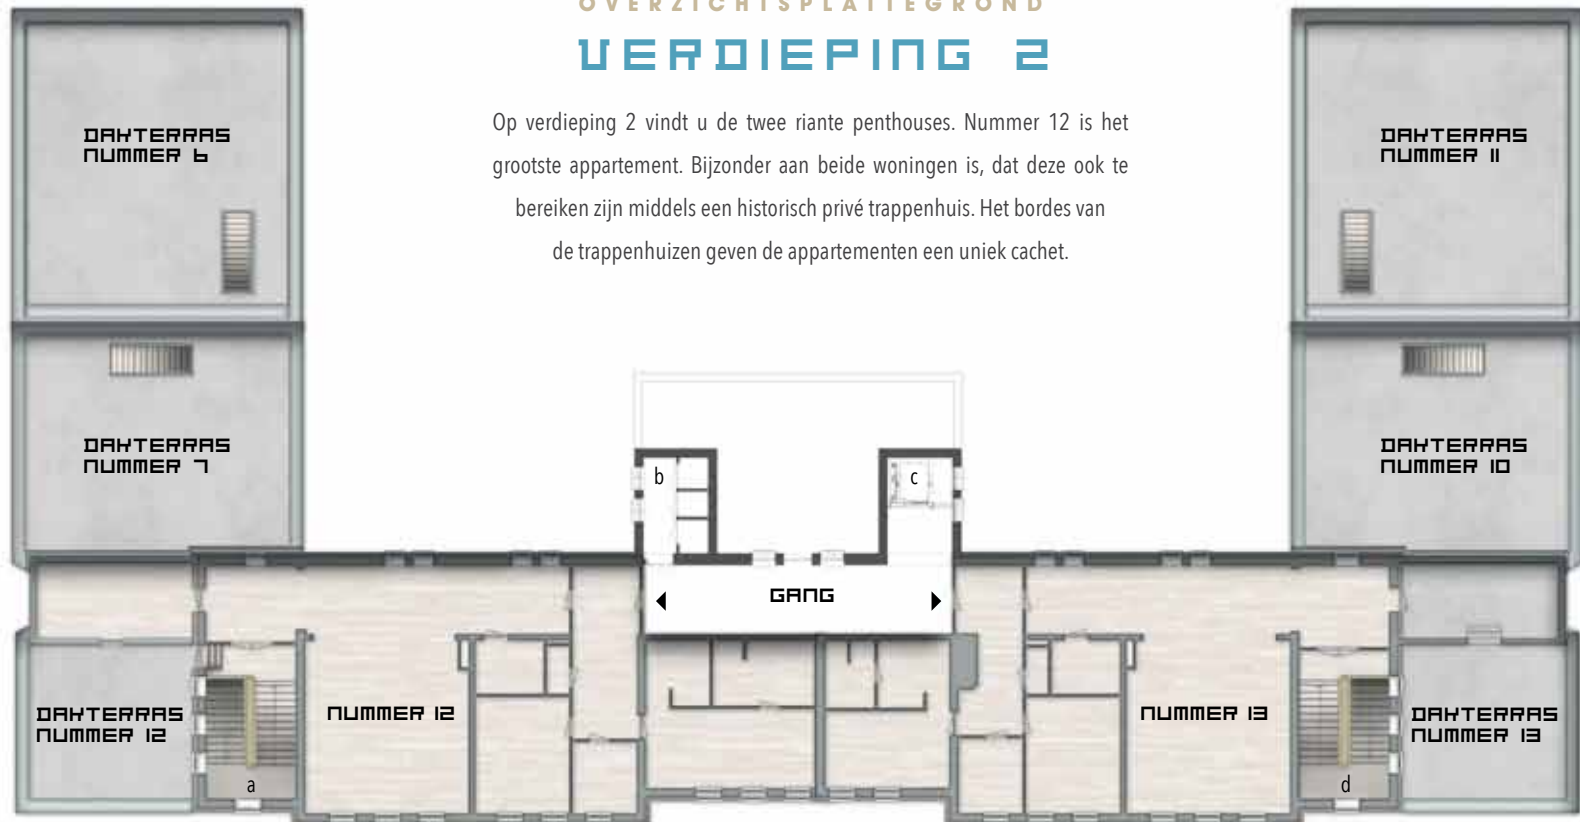 OVERZICHTSPLATTEGROND
VERDIEPING 2
Op verdieping 2 vindt u de twee riante penthouses. Nummer 12 is het
grootste appartement. Bijzonder aan beide woningen is, dat deze ook te
bereiken zijn middels een historisch privé trappenhuis. Het bordes van
de trappenhuizen geven de appartementen een uniek cachet.
DAKTERRAS
NUMMER 6
DAKTERRAS
NUMMER 11
DAKTERRAS
NUMMER 7
DAKTERRAS
NUMMER 10
b
c
GANG
DAKTERRAS
NUMMER 12
NUMMER 12
NUMMER 13
DAKTERRAS
NUMMER 13
a
d